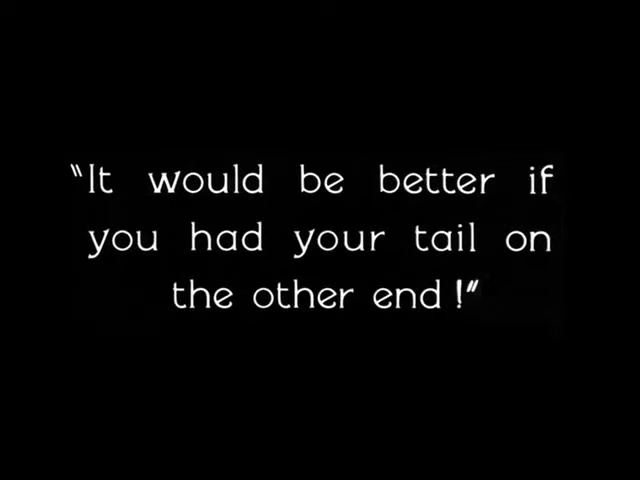 "It would be better if
you had your tail on
the other end!"